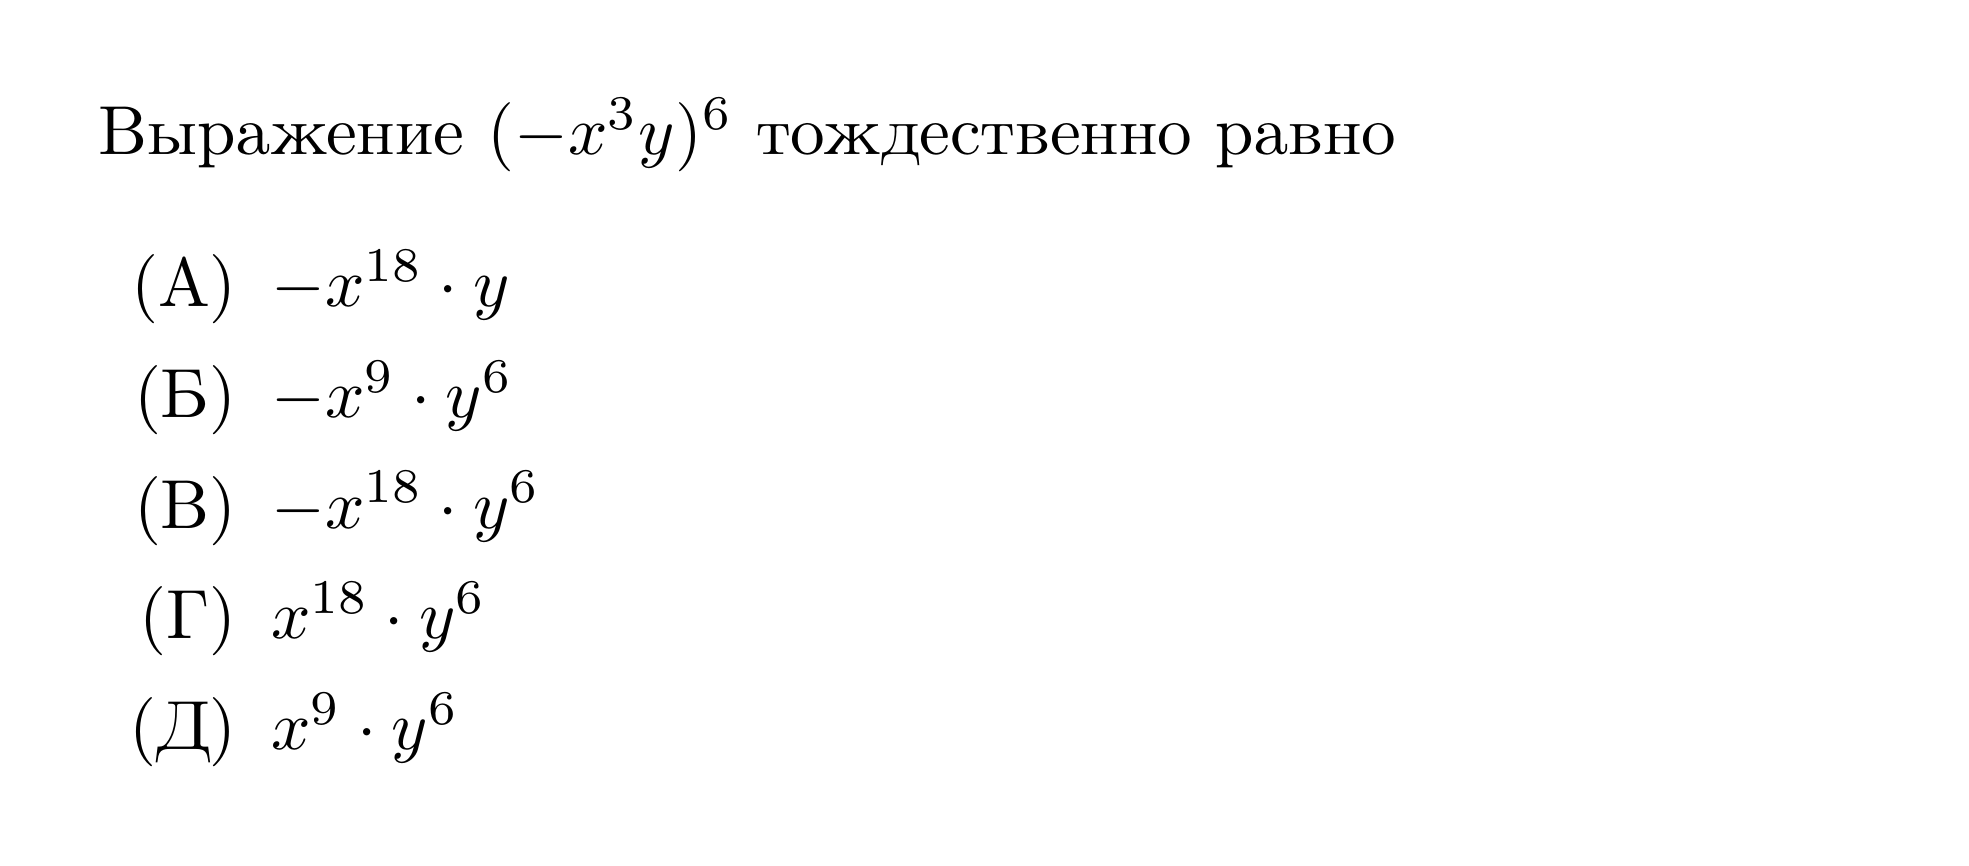 Выражение $(-x^3y)^6$ тождественно равно
(А) $-x^{18} \cdot y$
(Б) $-x^9 \cdot y^6$
(В) $-x^{18} \cdot y^6$
(Г) $x^{18} \cdot y^6$
(Д) $x^9 \cdot y^6$